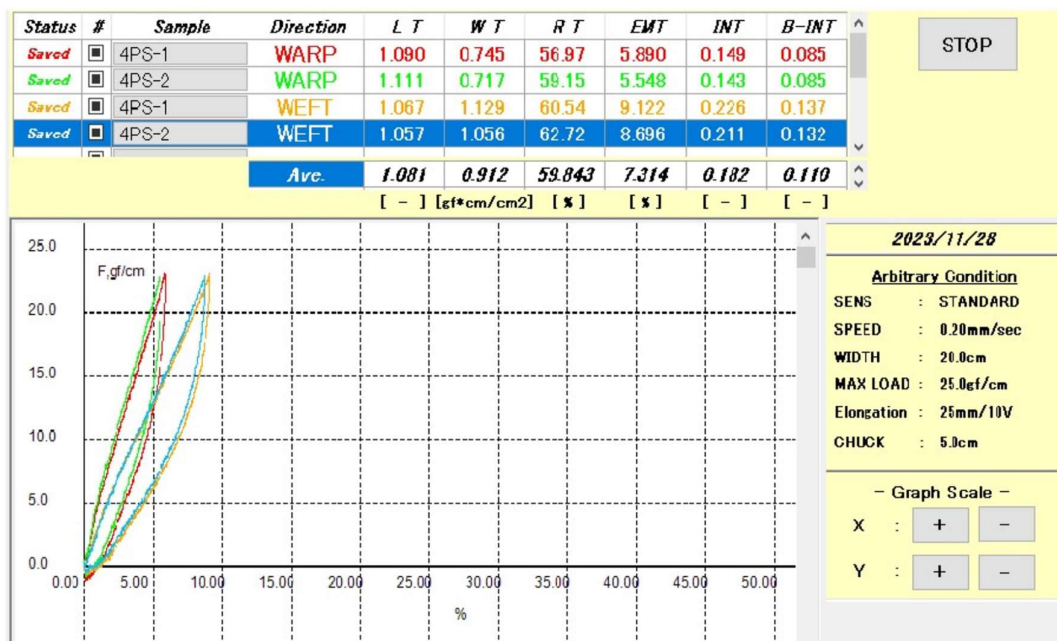 Status # Sample Direction L T W T R T EMT INT B-INT
Saved 4PS-1 WARP 1.090 0.745 56.97 5.890 0.149 0.085
Saved 4PS-2 WARP 1.111 0.717 59.15 5.548 0.143 0.085
Saved 4PS-1 WEFT 1.067 1.129 60.54 9.122 0.226 0.137
Saved 4PS-2 WEFT 1.057 1.056 62.72 8.696 0.211 0.132
Ave. 1.081 0.912 59.843 7.314 0.182 0.110
[ - ] [gf*cm/cm2] [ % ] [ % ] [ - ] [ - ]
STOP
25.0
F,gf/cm
20.0
15.0
10.0
5.0
0.0
0.00 5.00 10.00 15.00 20.00 25.00 30.00 35.00 40.00 45.00 50.00
%
2023/11/28
Arbitrary Condition
SENS : STANDARD
SPEED : 0.20mm/sec
WIDTH : 20.0cm
MAX LOAD : 25.0gf/cm
Elongation : 25mm/10V
CHUCK : 5.0cm
- Graph Scale -
X : + -
Y : + -